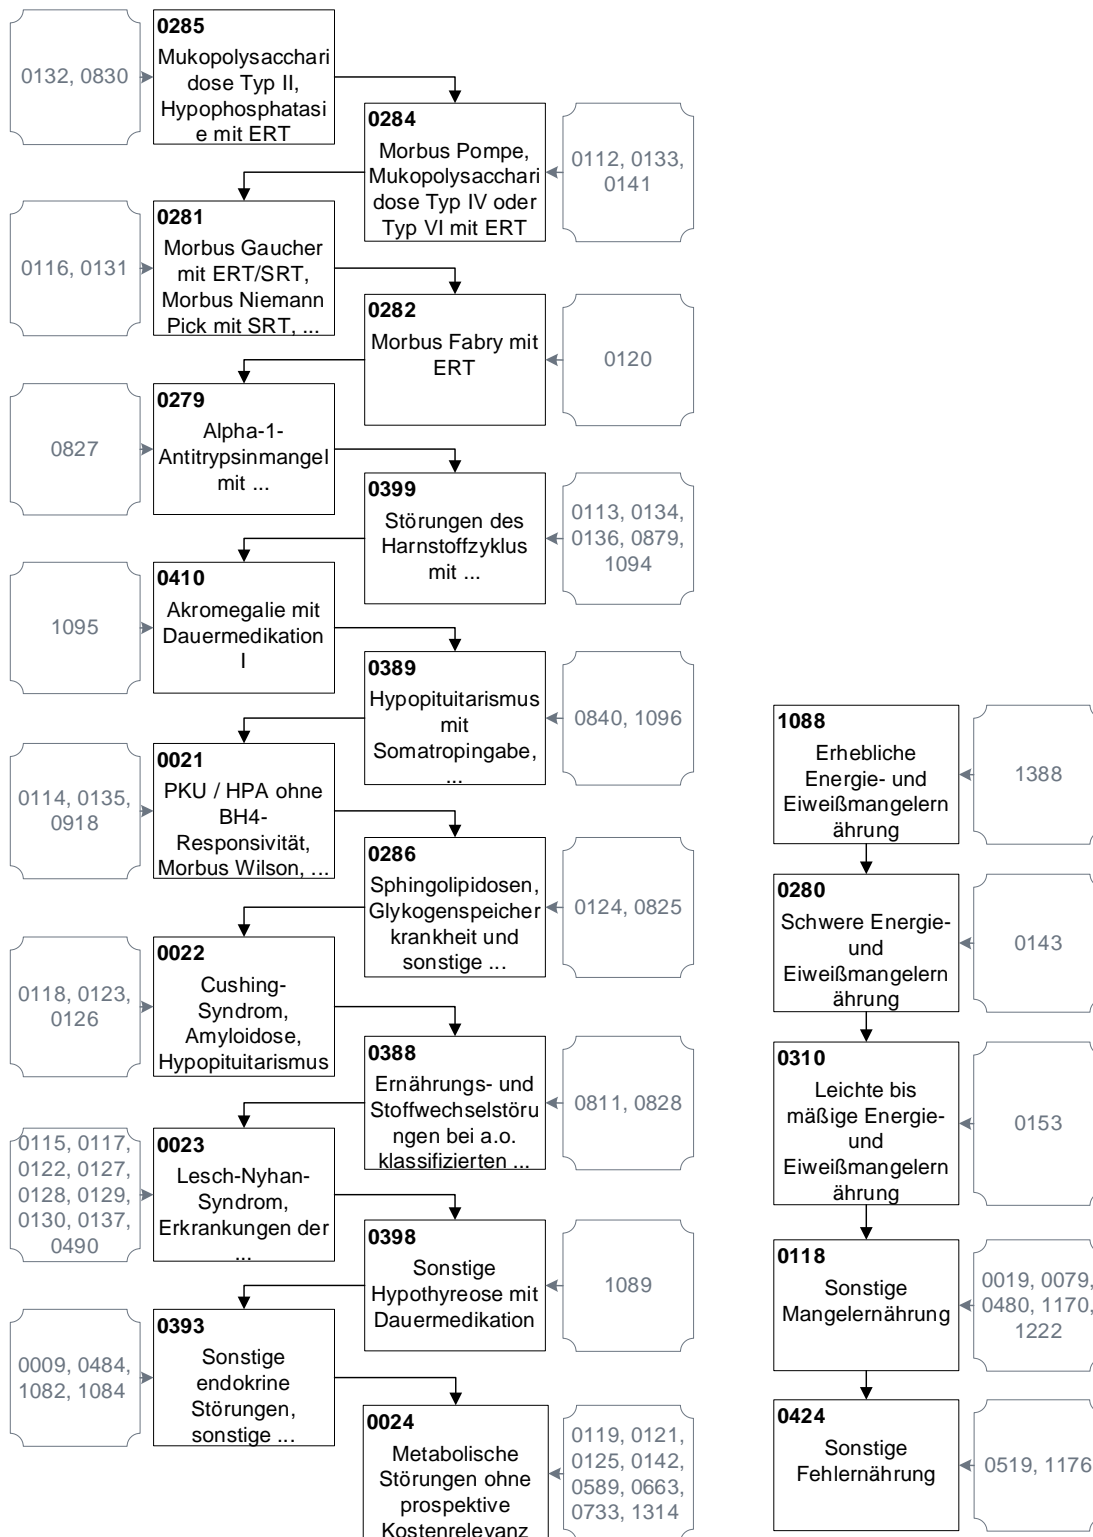 0132, 0830
0285
Mukopolysacchari
dose Typ II,
Hypophosphatasi
e mit ERT
0284
Morbus Pompe,
Mukopolysacchari
dose Typ IV oder
Typ VI mit ERT
0112, 0133,
0141
0116, 0131
0281
Morbus Gaucher
mit ERT/SRT,
Morbus Niemann
Pick mit SRT, ...
0282
Morbus Fabry mit
ERT
0120
0827
0279
Alpha-1-
Antitrypsinmangel
mit ...
0399
Störungen des
Harnstoffzyklus
mit ...
0113, 0134,
0136, 0879,
1094
1095
0410
Akromegalie mit
Dauermedikation
I
0389
Hypopituitarismus
mit
Somatropingabe,
...
0840, 1096
0114, 0135,
0918
0021
PKU / HPA ohne
BH4-
Responsivität,
Morbus Wilson, ...
0286
Sphingolipidosen,
Glykogenspeicher
krankheit und
sonstige ...
0124, 0825
0118, 0123,
0126
0022
Cushing-
Syndrom,
Amyloidose,
Hypopituitarismus
0388
Ernährungs- und
Stoffwechselstöru
ngen bei a.o.
klassifizierten ...
0811, 0828
0115, 0117,
0122, 0127,
0128, 0129,
0130, 0137,
0490
0023
Lesch-Nyhan-
Syndrom,
Erkrankungen der
...
0398
Sonstige
Hypothyreose mit
Dauermedikation
1089
0009, 0484,
1082, 1084
0393
Sonstige
endokrine
Störungen,
sonstige ...
0024
Metabolische
Störungen ohne
prospektive
Kostenrelevanz
0119, 0121,
0125, 0142,
0589, 0663,
0733, 1314
1088
Erhebliche
Energie- und
Eiweißmangelern
ährung
1388
0280
Schwere Energie-
und
Eiweißmangelern
ährung
0143
0310
Leichte bis
mäßige Energie-
und
Eiweißmangelern
ährung
0153
0118
Sonstige
Mangelernährung
0019, 0079,
0480, 1170,
1222
0424
Sonstige
Fehlernährung
0519, 1176